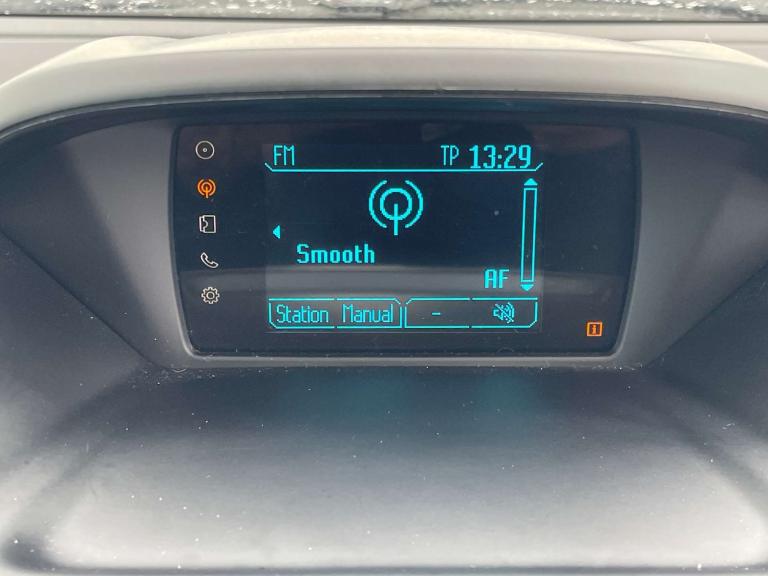 FM TP 13:29
Smooth
AF
Station Manual -
i